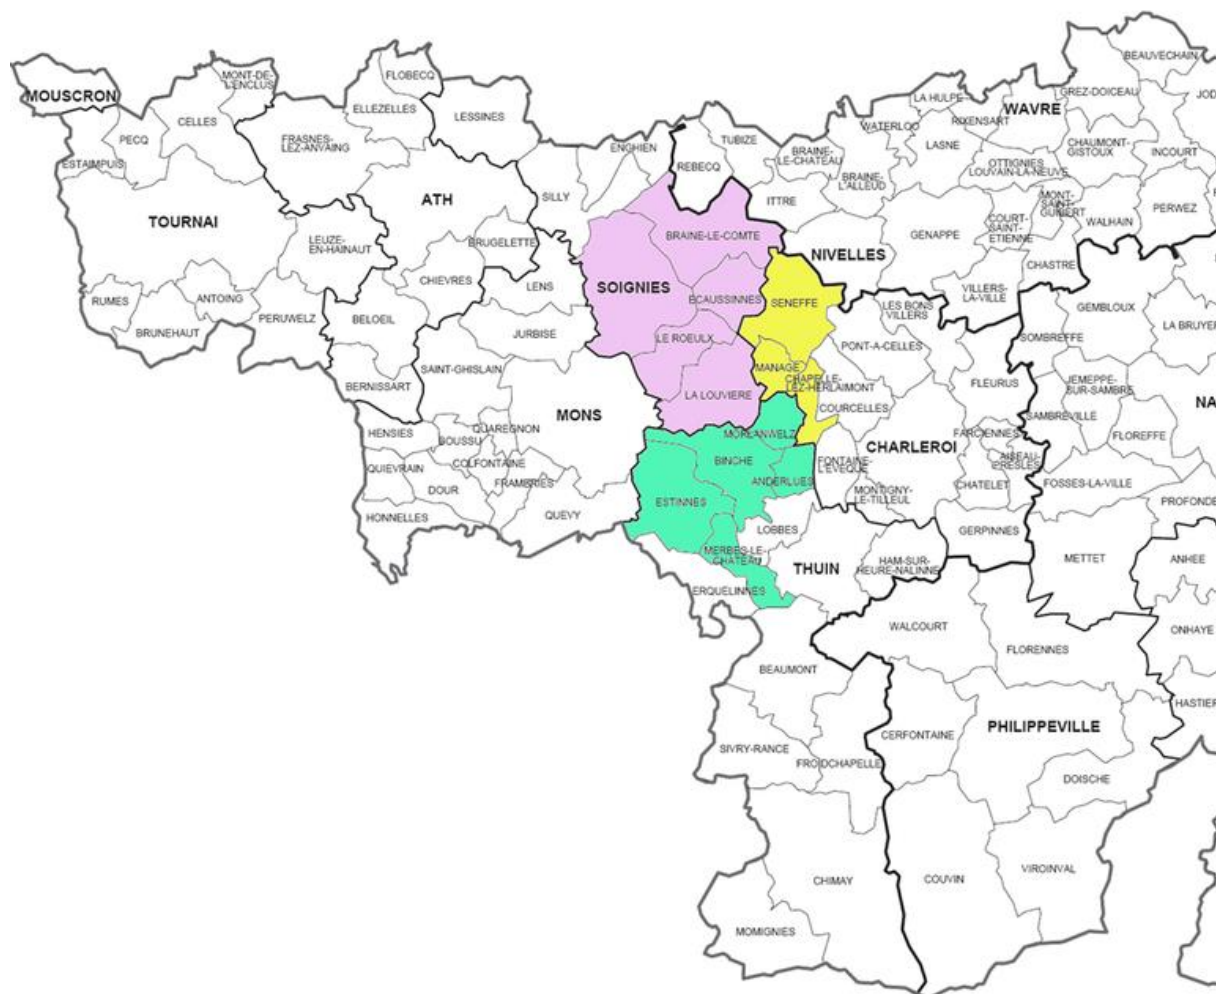 MOUSCRON
MONT-DE-
L'ENCLUS
FLOBECQ
CELLES
PECQ
ESTAIMPUIS
ELLEZELLES
LESSINES
FRASNES-
LEZ-ANVAING
TOURNAI
ATH
LEUZE-
EN-HAINAUT
BRUGELETTE
CHIEVRES
RUMES
ANTOING
BRUNEHAUT
PERUWELZ
BELOEIL
BERNISSART
ENGHIEN
SILLY
REBECQ
TUBIZE
BRAINE-
LE-CHATEAU
BRAINE-
L'ALLEUD
ITTRE
WATERLOO
LA HULPE
RIXENSART
LASNE
WAVRE
GREZ-DOICEAU
BEAUVECHAIN
JOD
CHAUMONT-
GISTOUX
INCOURT
OTTIGNIES
LOUVAIN-LA-NEUVE
MONT-
SAINT-
GUIBERT
COURT-
SAINT-
ETIENNE
WALHAIN
PERWEZ
GENAPPE
NIVELLES
VILLERS-
LA-VILLE
CHASTRE
BRAINE-LE-COMTE
SOIGNIES
ECAUSSINNES
LE ROEULX
LA LOUVIERE
LENS
JURBISE
SAINT-GHISLAIN
MONS
SENEFFE
MANAGE
CHAPELLE-
LEZ-HERLAIMONT
LES BONS
VILLERS
PONT-A-CELLES
FLEURUS
COURCELLES
CHARLEROI
FARCIENNES
AISEAU-
PRESLES
CHATELET
FONTAINE-
L'EVEQUE
MONTIGNY-
LE-TILLEUL
GERPINNES
SOMBREFFE
GEMBLOUX
LA BRUYER
JEMEPPE-
SUR-SAMBRE
SAMBREVILLE
FLOREFFE
NA
FOSSES-LA-VILLE
PROFONDE
METTET
ANHEE
ONHAYE
HASTIER
HENSIES
QUAREGNON
BOUSSU
QUIEVRAIN
COLFONTAINE
DOUR
FRAMERIES
HONNELLES
QUEVY
MORLANWELZ
BINCHE
ANDERLUES
ESTINNES
LOBBES
MERBES-LE-
CHATEAU
ERQUELINNES
THUIN
HAM-SUR-
HEURE-NALINNE
WALCOURT
FLORENNES
BEAUMONT
SIVRY-RANCE
FROIDCHAPELLE
CERFONTAINE
PHILIPPEVILLE
DOISCHE
CHIMAY
COUVIN
VIROINVAL
MOMIGNIES